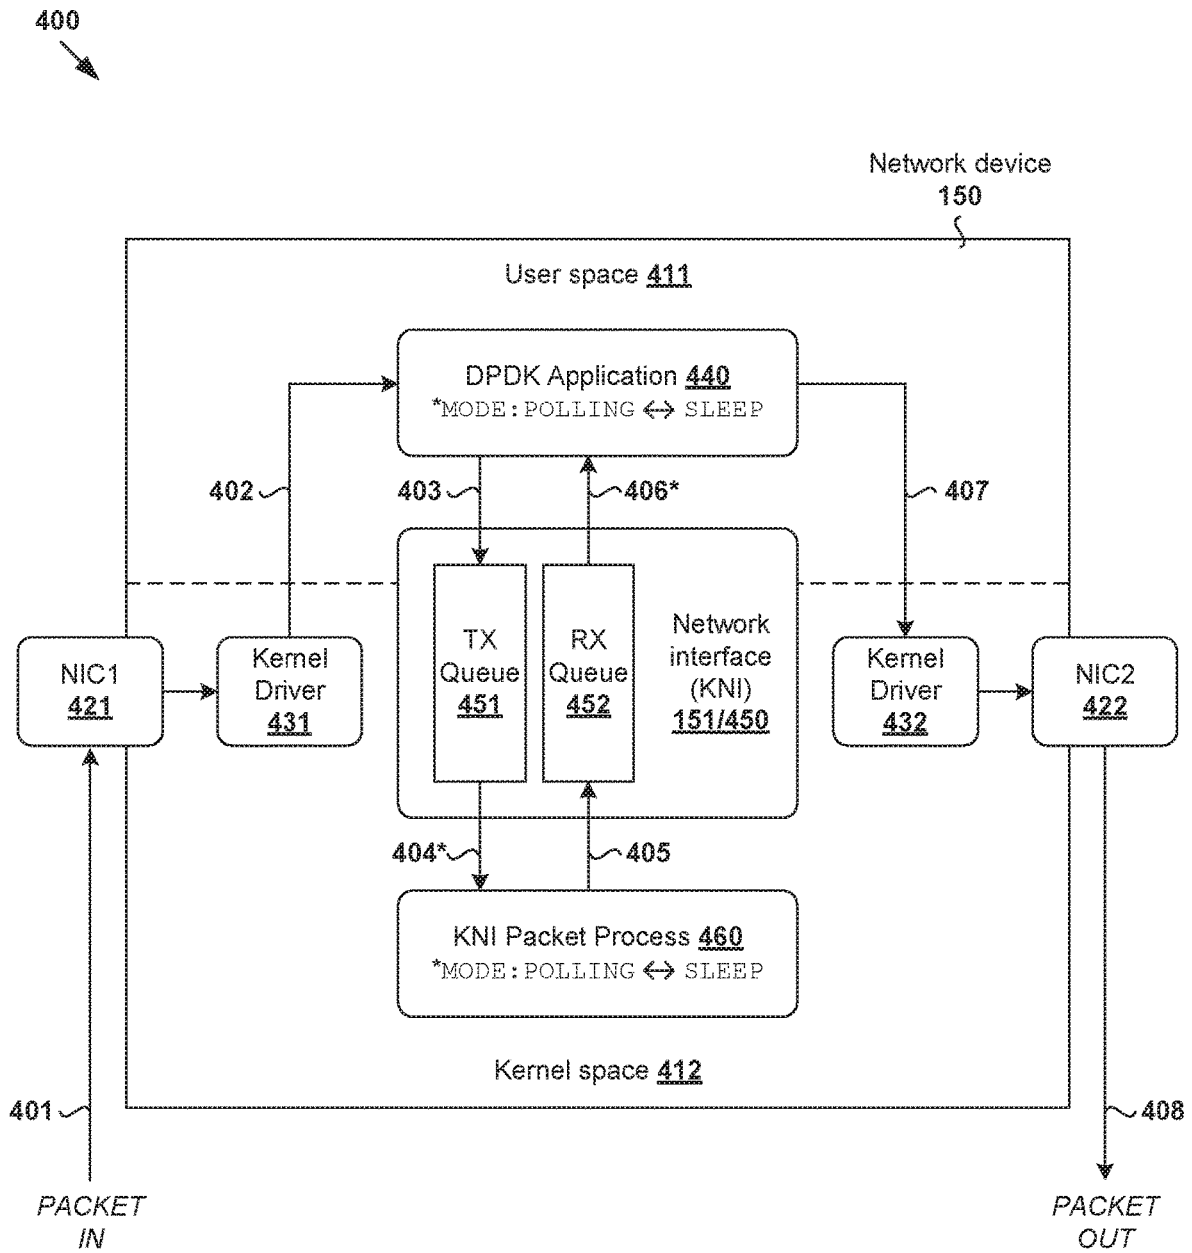 400
Network device
150
User space 411
DPDK Application 440
*MODE:POLLING ↔ SLEEP
402
403
406*
407
NIC1
421
Kernel
Driver
431
TX
Queue
451
RX
Queue
452
Network
interface
(KNI)
151/450
Kernel
Driver
432
NIC2
422
404*
405
KNI Packet Process 460
*MODE:POLLING ↔ SLEEP
Kernel space 412
401
408
PACKET
IN
PACKET
OUT